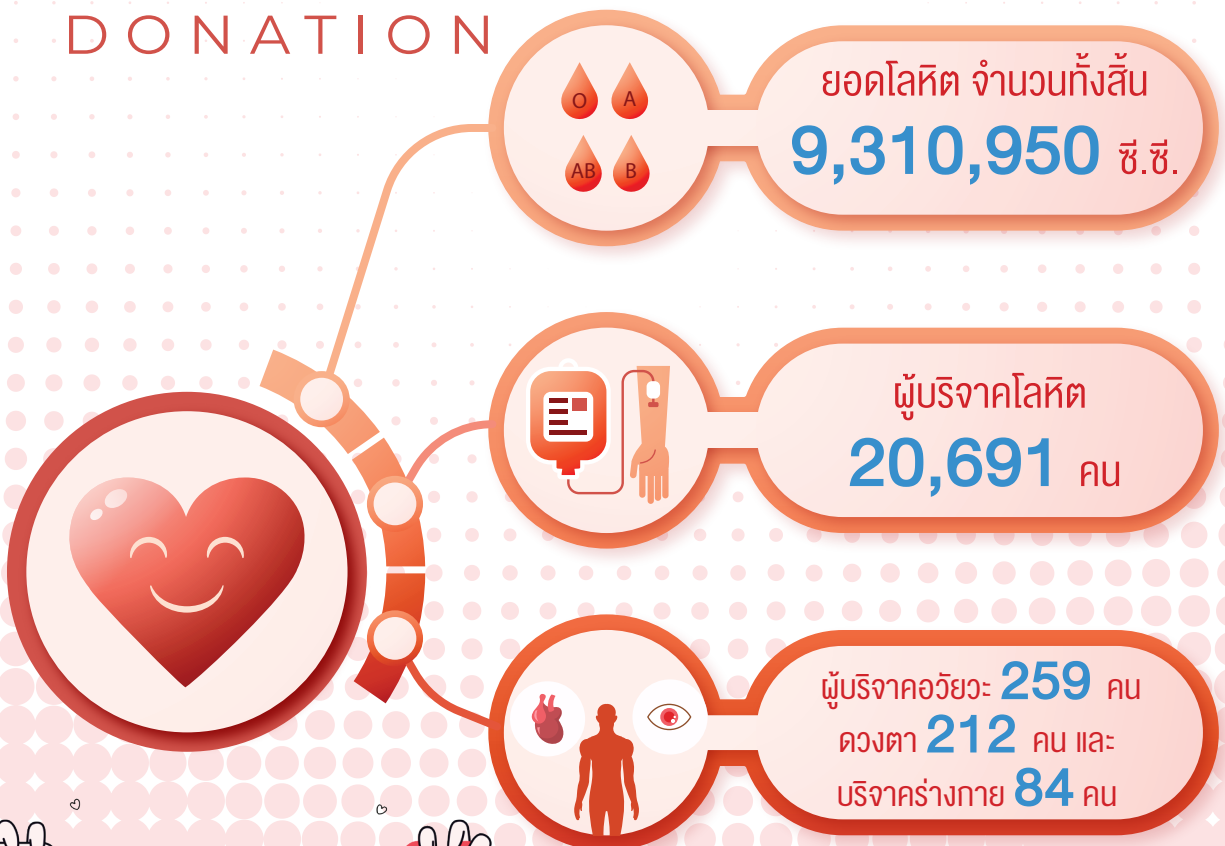 DONATION
O A
AB B
ยอดโลหิต จำนวนทั้งสิ้น
9,310,950 ซี.ซี.
ผู้บริจาคโลหิต
20,691 คน
ผู้บริจาคอวัยวะ 259 คน
ดวงตา 212 คน และ
บริจาคร่างกาย 84 คน